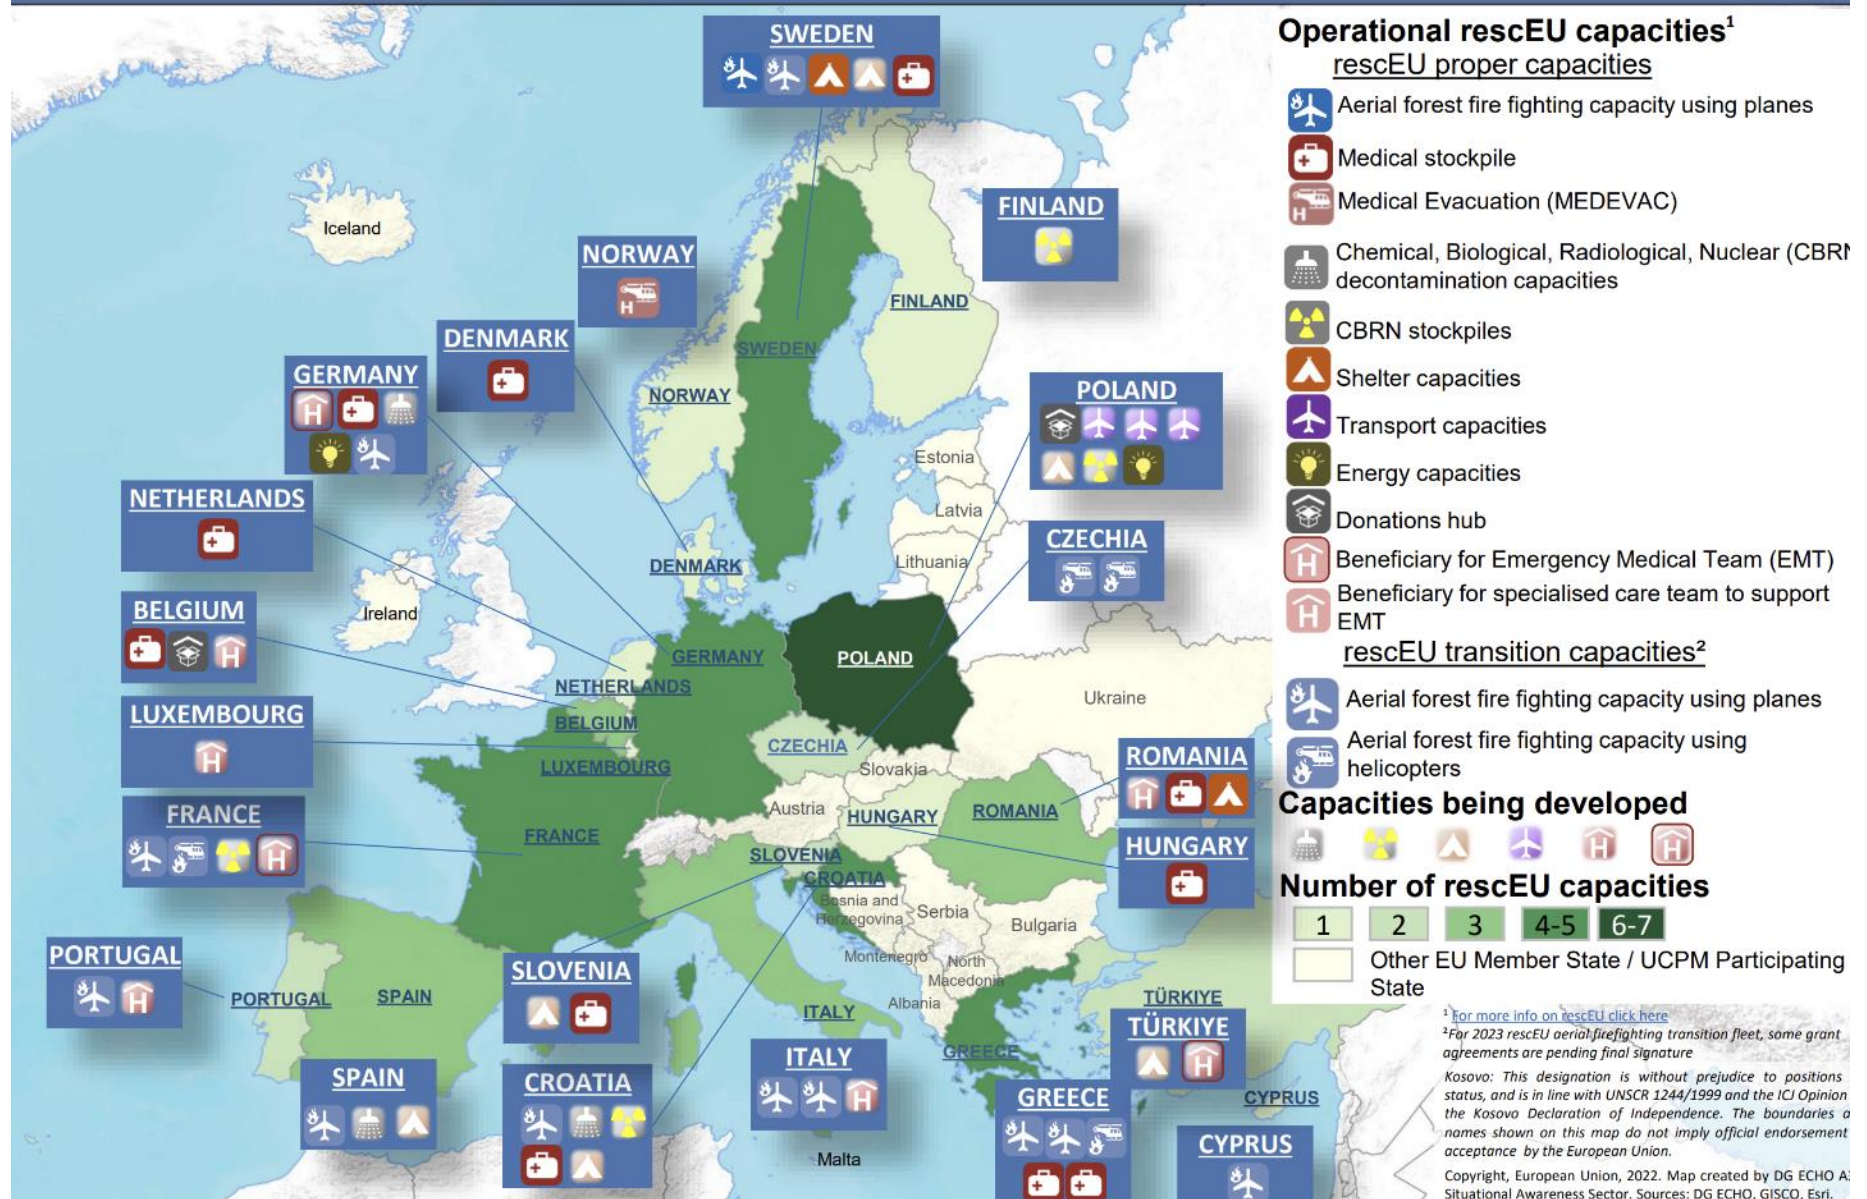 SWEDEN
FINLAND
NORWAY
DENMARK
GERMANY
POLAND
NETHERLANDS
CZECHIA
BELGIUM
LUXEMBOURG
ROMANIA
FRANCE
HUNGARY
PORTUGAL
SLOVENIA
SPAIN
CROATIA
ITALY
TÜRKIYE
GREECE
CYPRUS
Iceland
FINLAND
SWEDEN
NORWAY
Estonia
Latvia
Lithuania
DENMARK
Ireland
GERMANY
POLAND
NETHERLANDS
Ukraine
BELGIUM
CZECHIA
LUXEMBOURG
Slovakia
Austria
HUNGARY
ROMANIA
FRANCE
SLOVENIA
CROATIA
Bosnia and
Herzegovina
Serbia
Bulgaria
Montenegro
North
Macedonia
Albania
PORTUGAL
SPAIN
ITALY
TÜRKIYE
GREECE
CYPRUS
Malta
Operational rescEU capacities¹
rescEU proper capacities
Aerial forest fire fighting capacity using planes
Medical stockpile
Medical Evacuation (MEDEVAC)
Chemical, Biological, Radiological, Nuclear (CBRN
decontamination capacities
CBRN stockpiles
Shelter capacities
Transport capacities
Energy capacities
Donations hub
Beneficiary for Emergency Medical Team (EMT)
Beneficiary for specialised care team to support
EMT
rescEU transition capacities²
Aerial forest fire fighting capacity using planes
Aerial forest fire fighting capacity using
helicopters
Capacities being developed
Number of rescEU capacities
1 2 3 4-5 6-7
Other EU Member State / UCPM Participating
State
¹ For more info on rescEU click here
²For 2023 rescEU aerial firefighting transition fleet, some grant
agreements are pending final signature
Kosovo: This designation is without prejudice to positions
status, and is in line with UNSCR 1244/1999 and the ICJ Opinion
the Kosovo Declaration of Independence. The boundaries a
names shown on this map do not imply official endorsement
acceptance by the European Union.
Copyright, European Union, 2022. Map created by DG ECHO A3
Situational Awareness Sector. Sources: DG ECHO, GISCO, Esri.